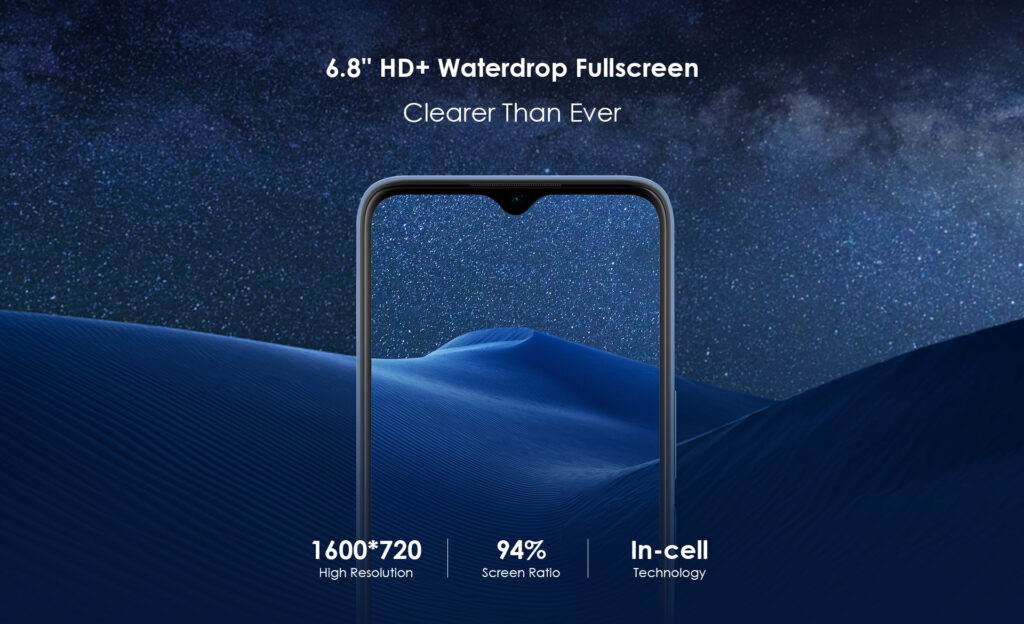 6.8" HD+ Waterdrop Fullscreen
Clearer Than Ever
1600*720
High Resolution
94%
Screen Ratio
In-cell
Technology